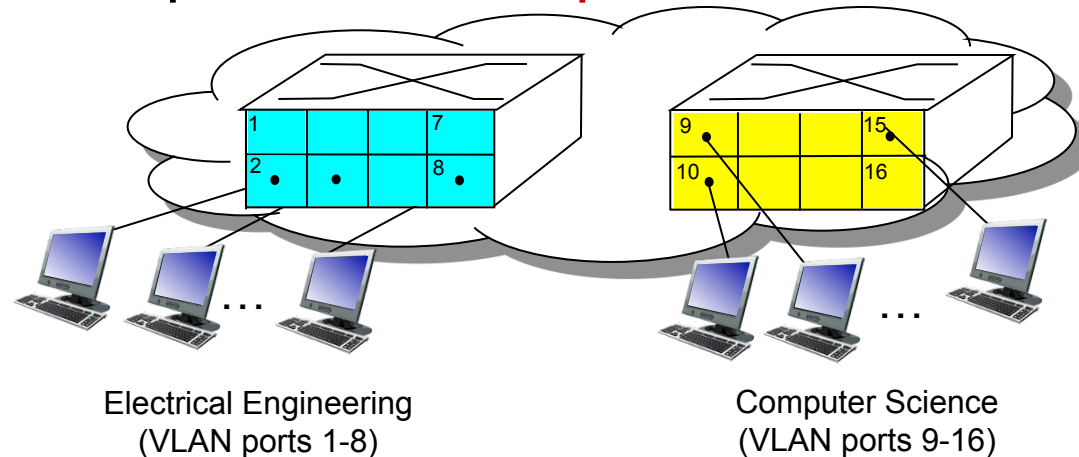 1 7
2 8
9 15
10 16
...
...
Electrical Engineering
(VLAN ports 1-8)
Computer Science
(VLAN ports 9-16)